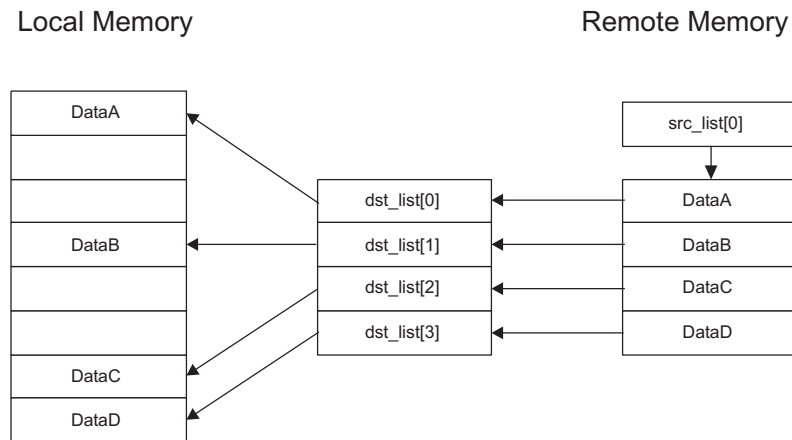 Local Memory
Remote Memory
DataA
DataB
DataC
DataD
dst_list[0]
dst_list[1]
dst_list[2]
dst_list[3]
src_list[0]
DataA
DataB
DataC
DataD